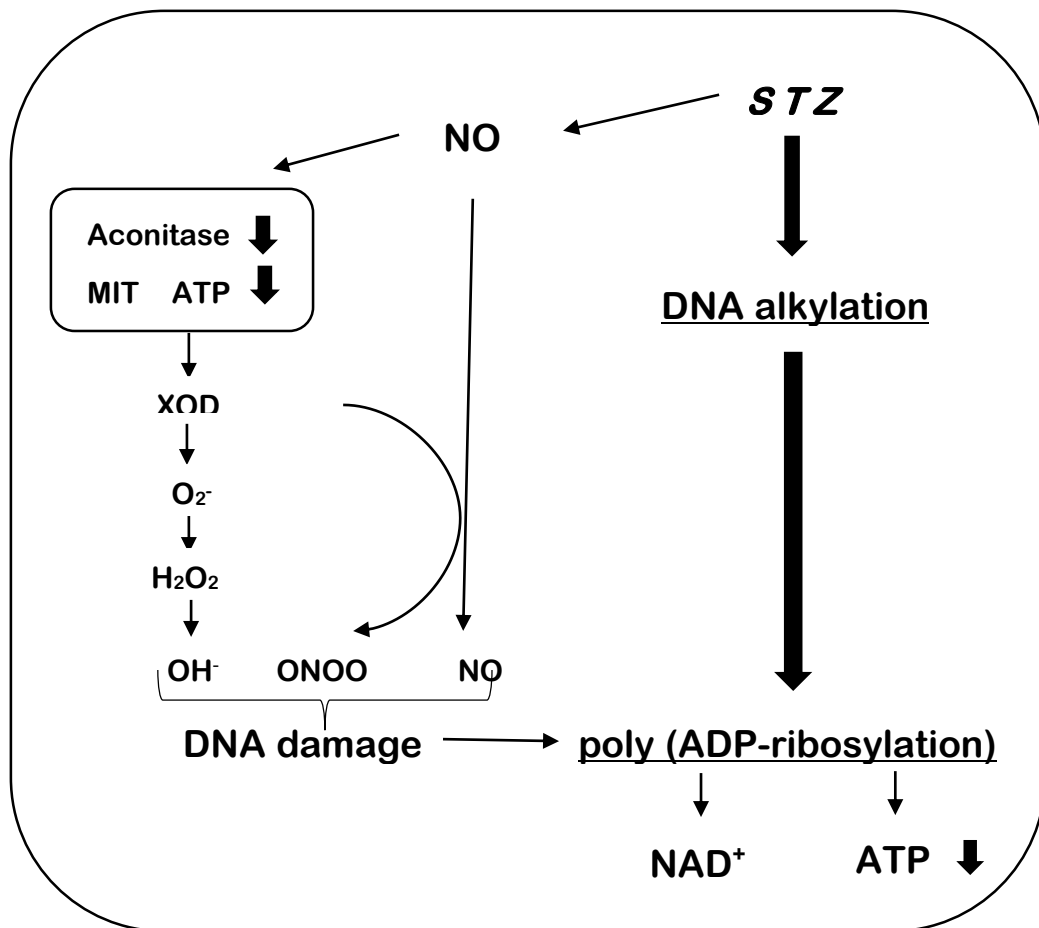 STZ
NO
Aconitase
MIT ATP
DNA alkylation
XOD
O₂⁻
H₂O₂
OH⁻ ONOO NO
DNA damage
poly (ADP-ribosylation)
NAD⁺ ATP